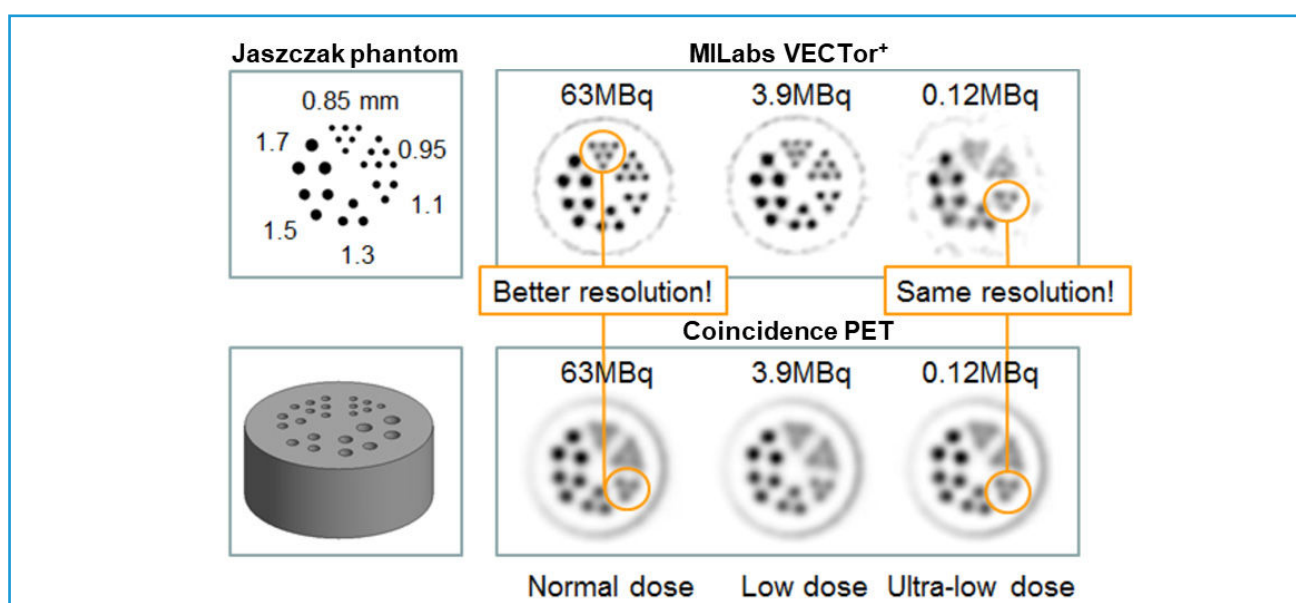 Jaszczak phantom
MILabs VECTor+
0.85 mm
1.7
0.95
1.1
1.5
1.3
63MBq
3.9MBq
0.12MBq
Better resolution!
Same resolution!
Coincidence PET
63MBq
3.9MBq
0.12MBq
Normal dose
Low dose
Ultra-low dose